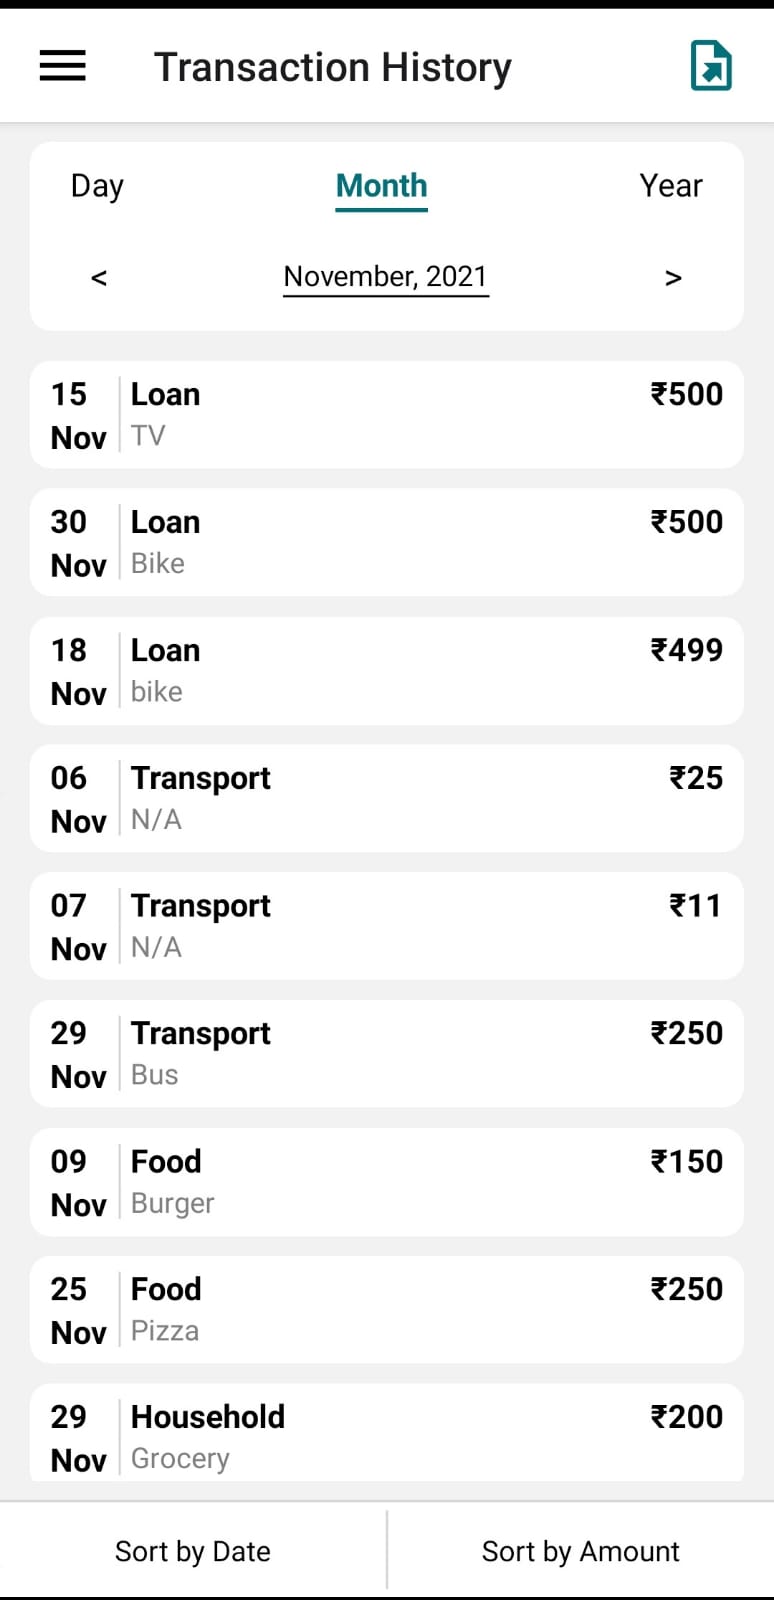 Transaction History
Day Month Year
< November, 2021 >
15 Loan ₹500
Nov TV
30 Loan ₹500
Nov Bike
18 Loan ₹499
Nov bike
06 Transport ₹25
Nov N/A
07 Transport ₹11
Nov N/A
29 Transport ₹250
Nov Bus
09 Food ₹150
Nov Burger
25 Food ₹250
Nov Pizza
29 Household ₹200
Nov Grocery
Sort by Date Sort by Amount